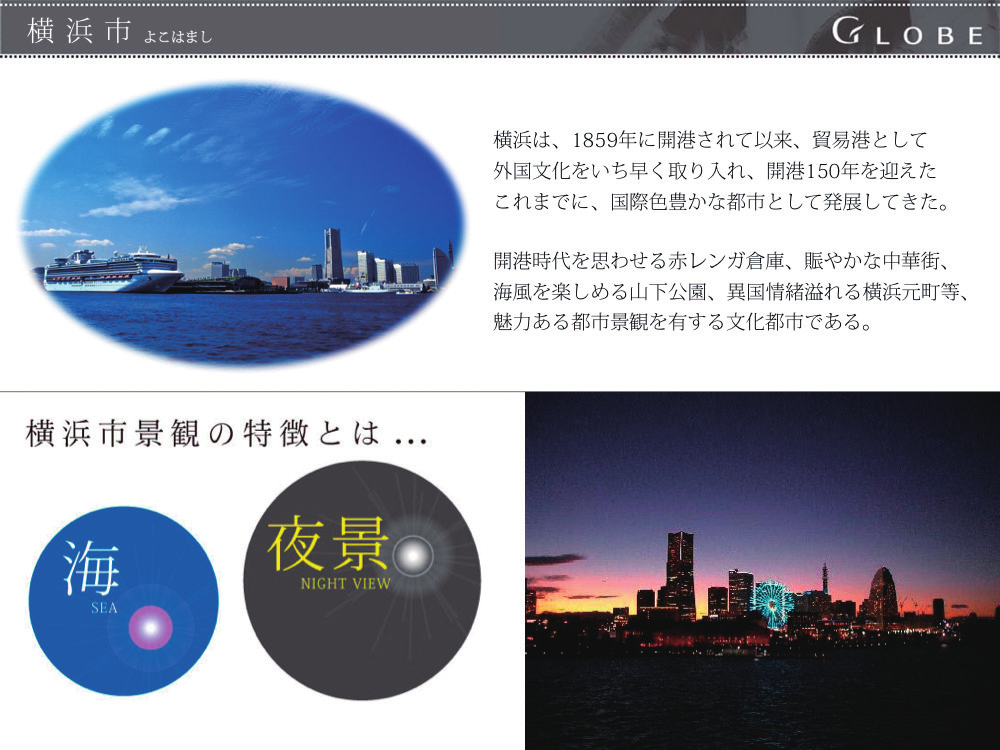 横浜市 よこはまし
GLOBE
横浜は、1859年に開港されて以来、貿易港として
外国文化をいち早く取り入れ、開港150年を迎えた
これまでに、国際色豊かな都市として発展してきた。
開港時代を思わせる赤レンガ倉庫、賑やかな中華街、
海風を楽しめる山下公園、異国情緒溢れる横浜元町等、
魅力ある都市景観を有する文化都市である。
横浜市景観の特徴とは...
海
SEA
夜景
NIGHT VIEW